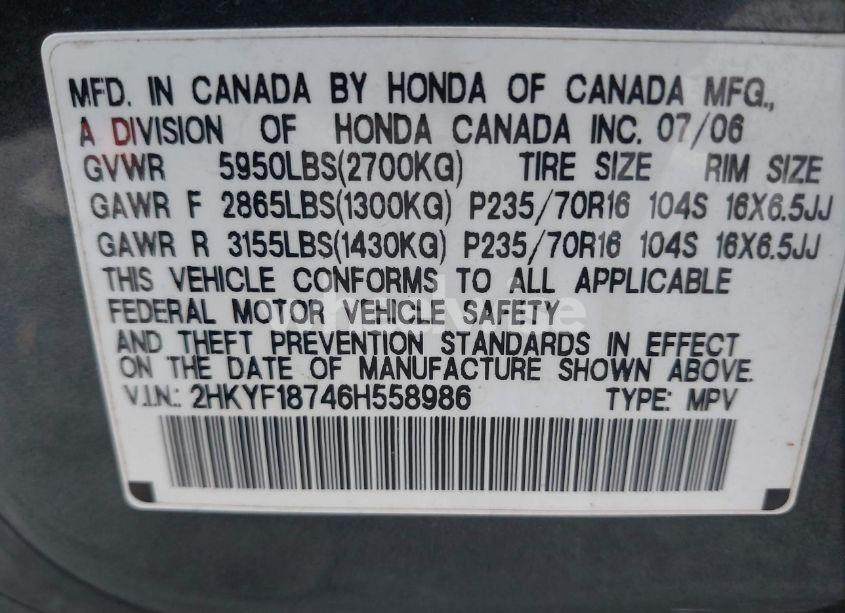 MFD. IN CANADA BY HONDA OF CANADA MFG.,
A DIVISION OF HONDA CANADA INC. 07/06
GVWR 5950LBS(2700KG) TIRE SIZE RIM SIZE
GAWR F 2865LBS(1300KG) P235/70R16 104S 16X6.5JJ
GAWR R 3155LBS(1430KG) P235/70R16 104S 16X6.5JJ
THIS VEHICLE CONFORMS TO ALL APPLICABLE
FEDERAL MOTOR VEHICLE SAFETY
AND THEFT PREVENTION STANDARDS IN EFFECT
ON THE DATE OF MANUFACTURE SHOWN ABOVE.
V.I.N.: 2HKYF18746H558986 TYPE: MPV